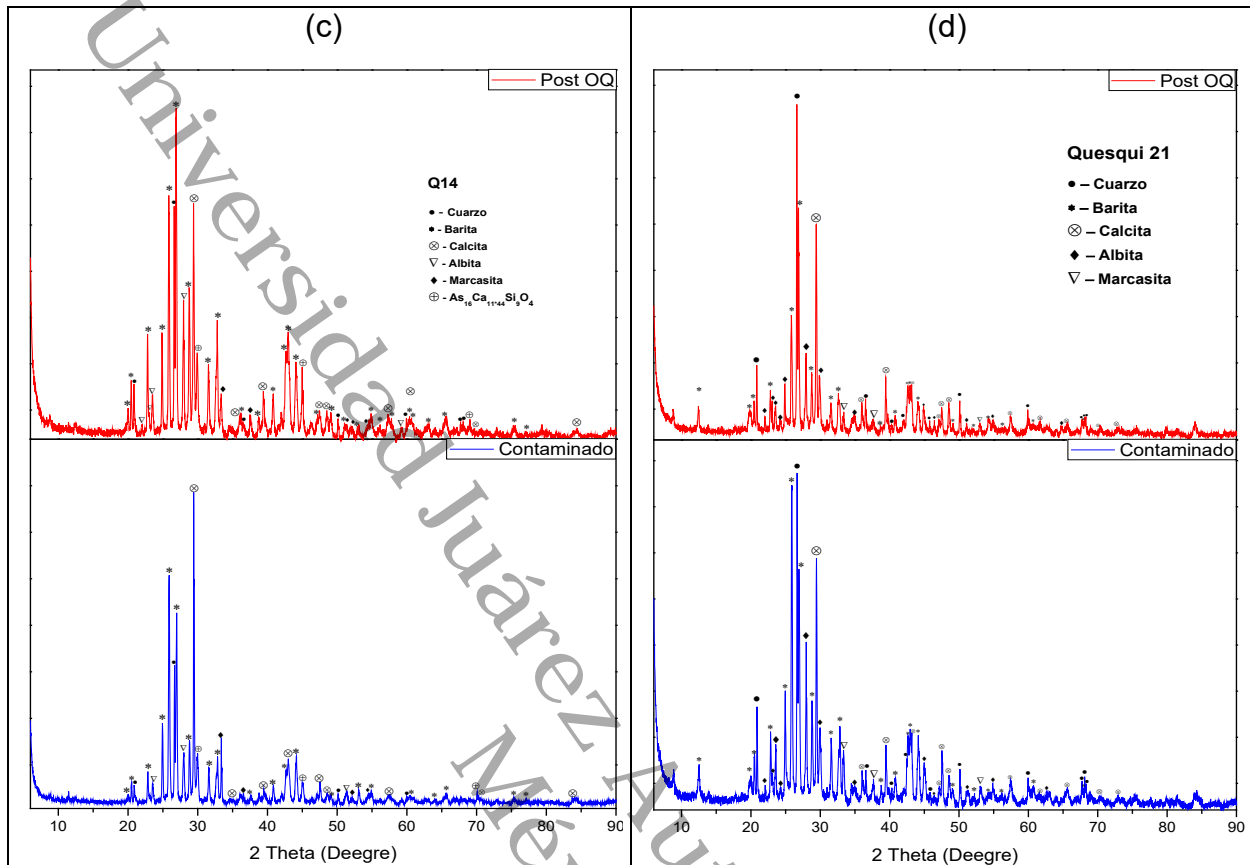 (c)
Post OQ
Q14
● - Cuarzo
* - Barita
⊗ - Calcita
▽ - Albita
◆ - Marcasita
⊕ - As₁₆Ca₁₁.₄₄Si₉O₄
Contaminado
10 20 30 40 50 60 70 80 90
2 Theta (Deegre)
(d)
Post OQ
Quesqui 21
● – Cuarzo
* – Barita
⊗ – Calcita
◆ – Albita
▽ – Marcasita
Contaminado
10 20 30 40 50 60 70 80 90
2 Theta (Deegre)
Universidad Juárez Au
Mé